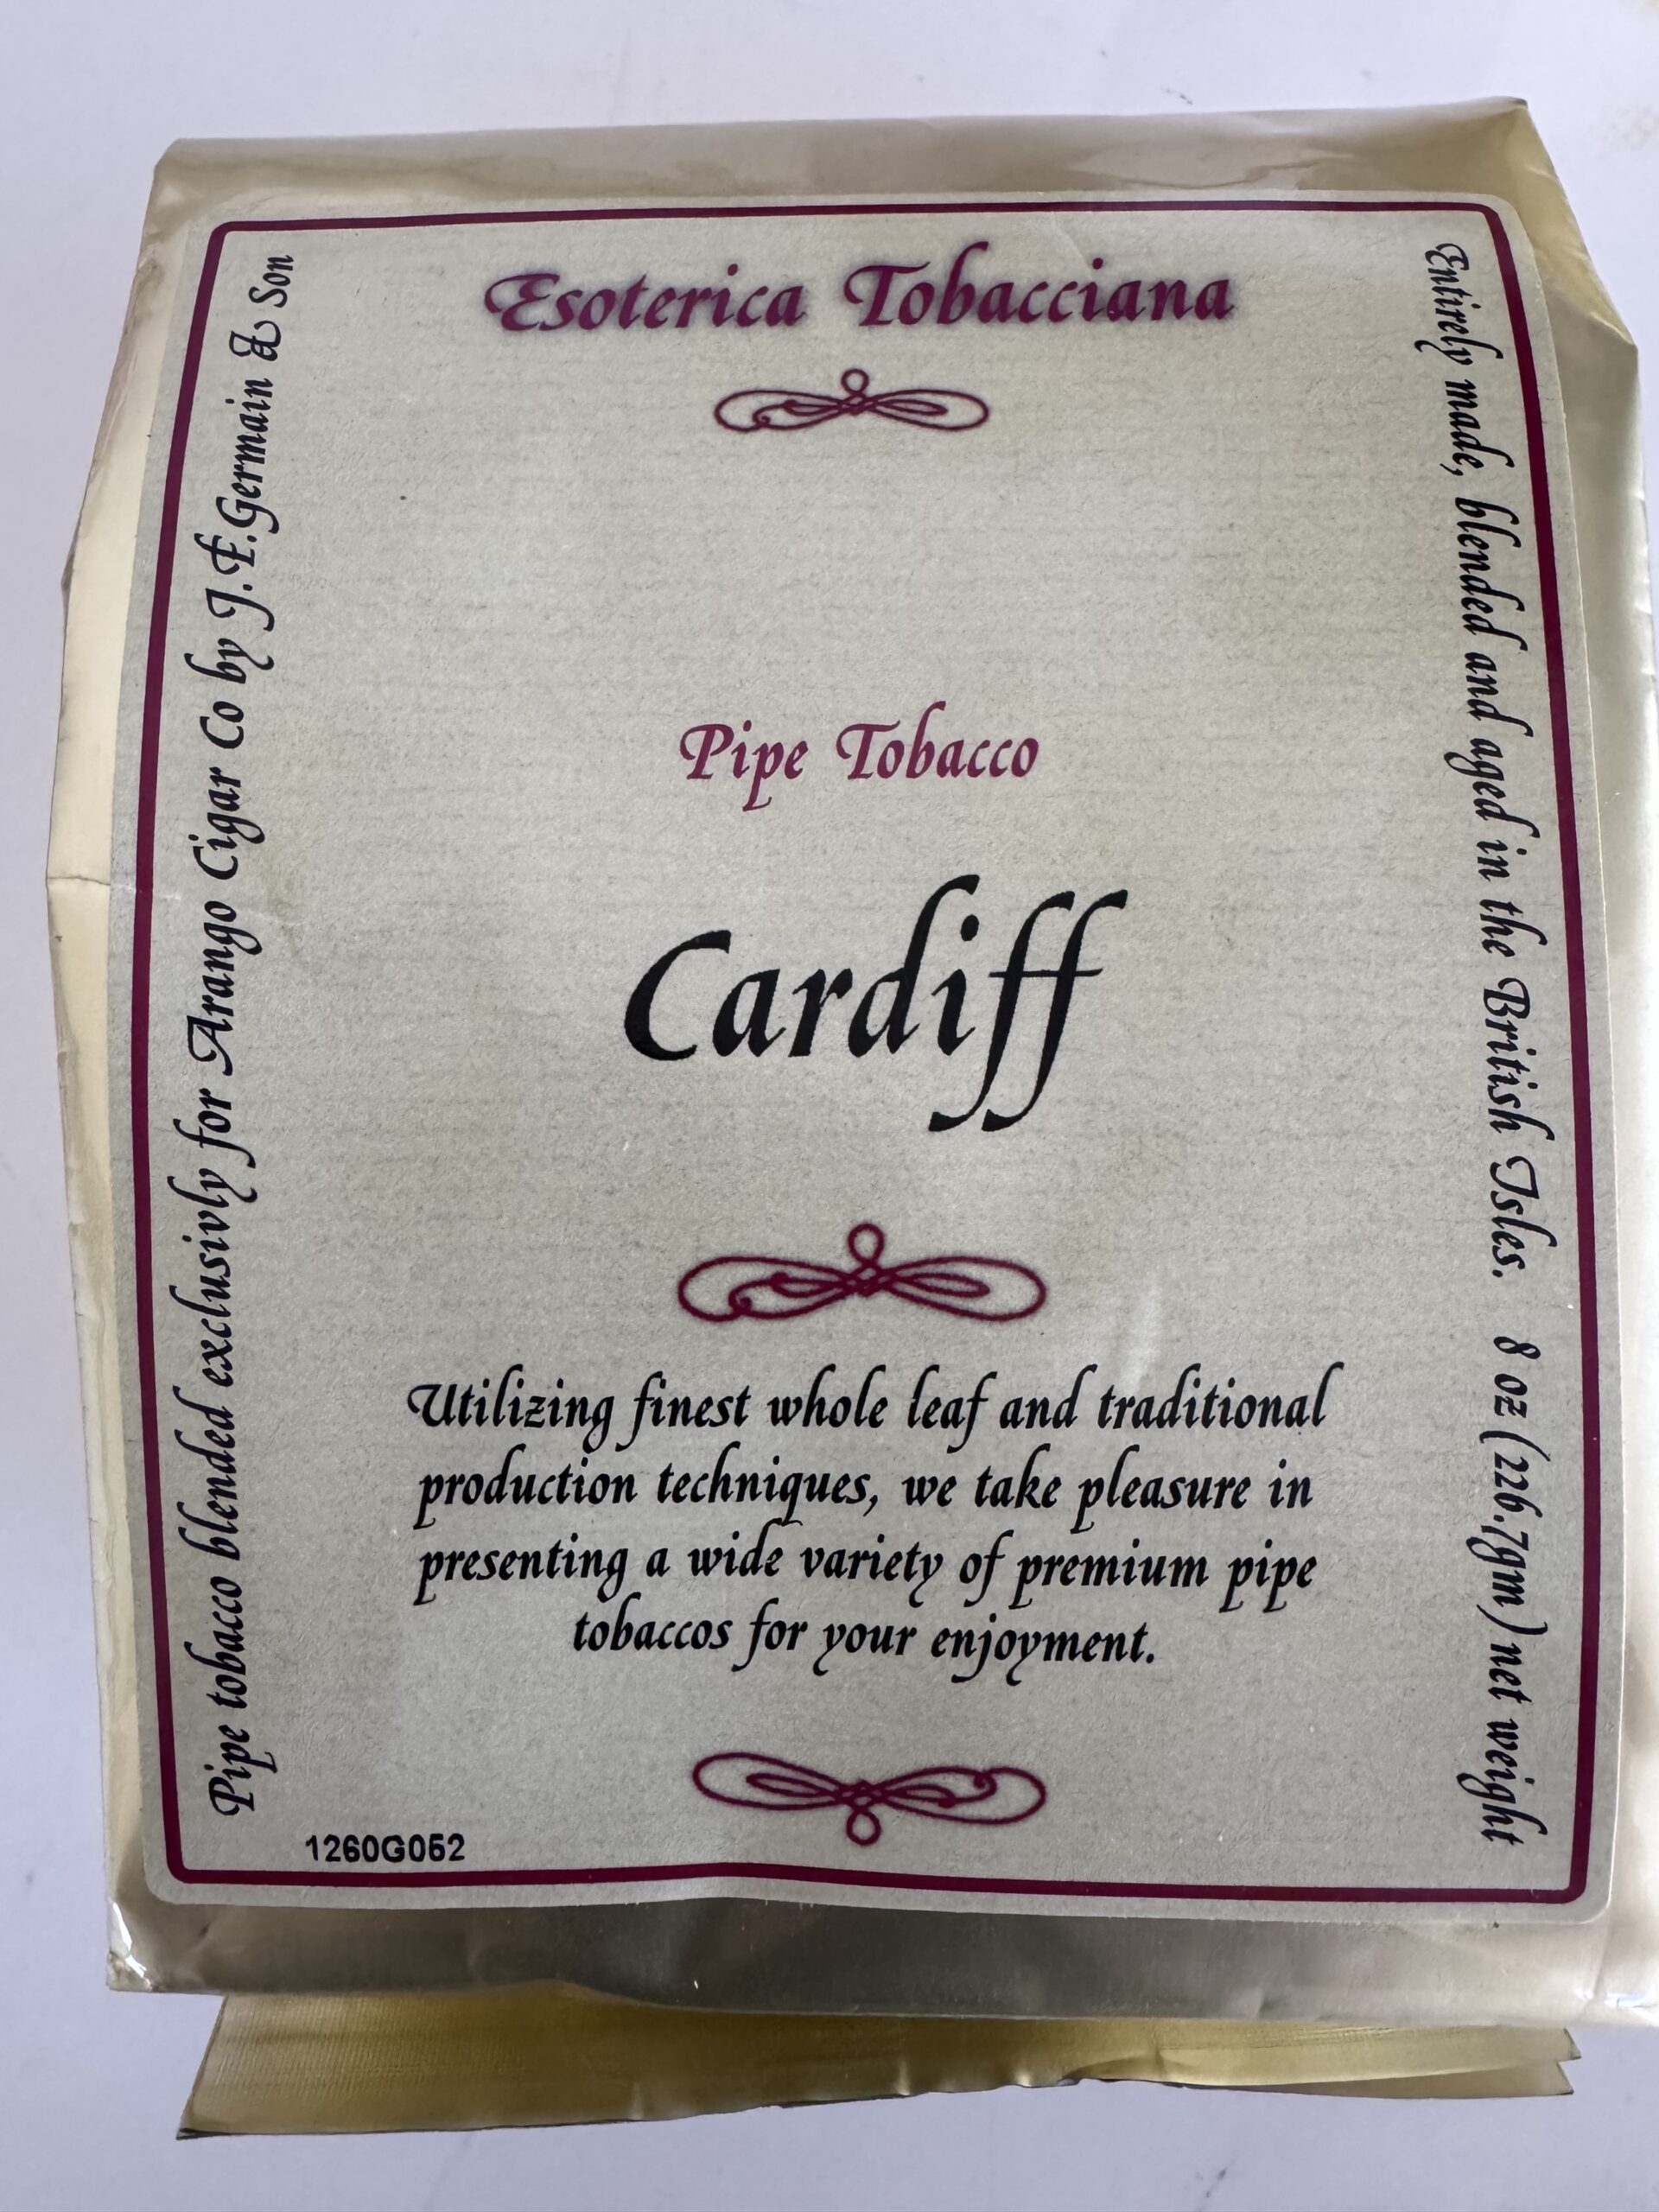 Esoterica Tobacciana
Pipe Tobacco
Cardiff
Utilizing finest whole leaf and traditional
production techniques, we take pleasure in
presenting a wide variety of premium pipe
tobaccos for your enjoyment.
Pipe tobacco blended exclusivly for Arango Cigar Co by J.F.Germain & Son
Entirely made, blended and aged in the British Isles. 8 oz (226.7gm) net weight
1260G052